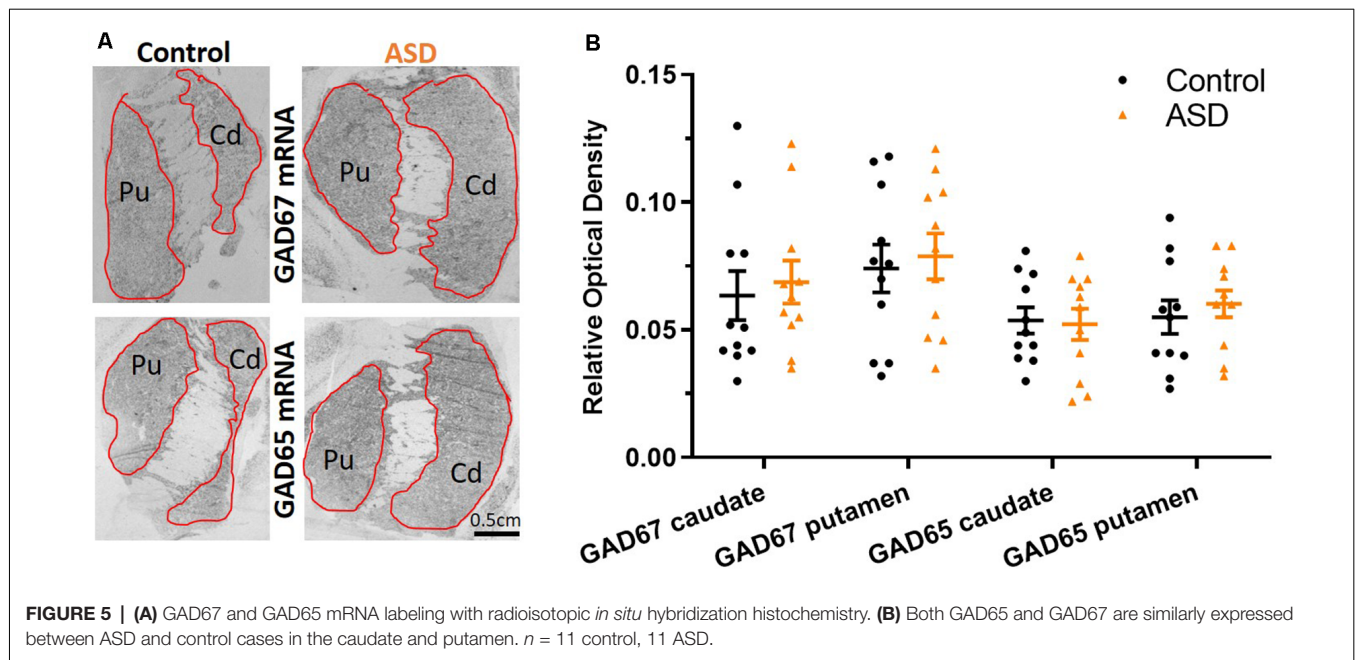 A
Control
ASD
GAD67 mRNA
Pu
Cd
Pu
Cd
GAD65 mRNA
Pu
Cd
Pu
Cd
0.5cm
B
Relative Optical Density
0.15
0.10
0.05
0.00
Control
ASD
GAD67 caudate
GAD67 putamen
GAD65 caudate
GAD65 putamen
FIGURE 5 | (A) GAD67 and GAD65 mRNA labeling with radioisotopic in situ hybridization histochemistry. (B) Both GAD65 and GAD67 are similarly expressed
between ASD and control cases in the caudate and putamen. n = 11 control, 11 ASD.